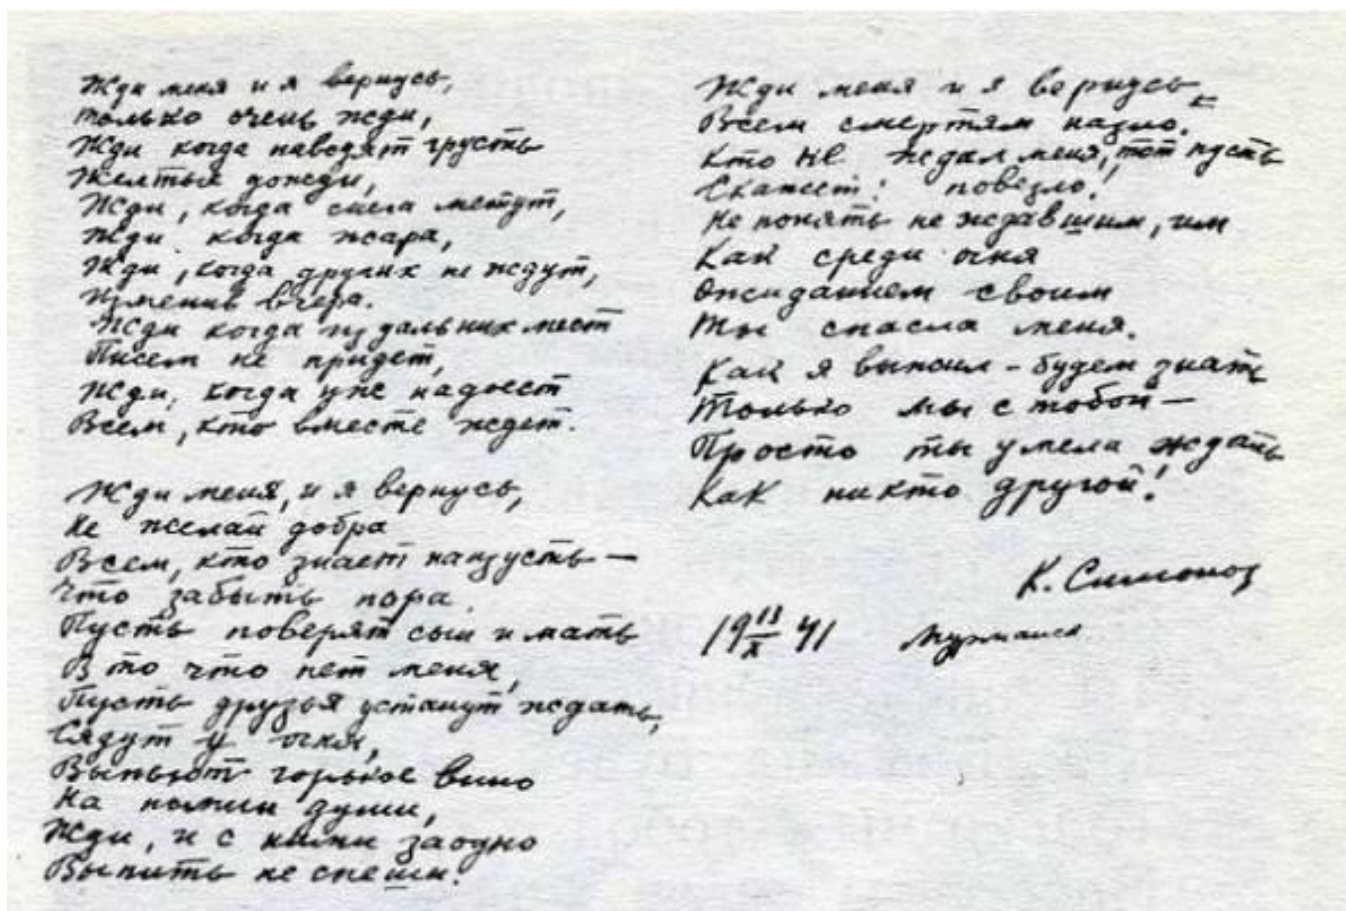 Жди меня и я вернусь,
только очень жди,
Жди когда наводят грусть
Желтые дожди,
Жди, когда снега метут,
Жди когда жара,
Жди, когда других не ждут,
Изменив вчера.
Жди когда из дальних мест
Писем не придет,
Жди, когда уже надоест
Всем, кто вместе ждет.
Жди меня, и я вернусь,
Не желай добра
Всем, кто знает наизусть —
Что забыть пора.
Пусть поверят сын и мать
В то что нет меня,
Пусть друзья устанут ждать,
Сядут у огня,
Выпьют горькое вино
На помин души,
Жди, и с ними заодно
Выпить не спеши.
Жди меня и я вернусь
Всем смертям назло.
Кто не ждал меня, тот пусть
Скажет: повезло!
Не понять не ждавшим, им
Как среди огня
Ожиданием своим
Ты спасла меня.
Как я выжил – будем знать
Только мы с тобой —
Просто ты умела ждать
Как никто другой!
К. Симонов
19 13/X 41 Мурманск